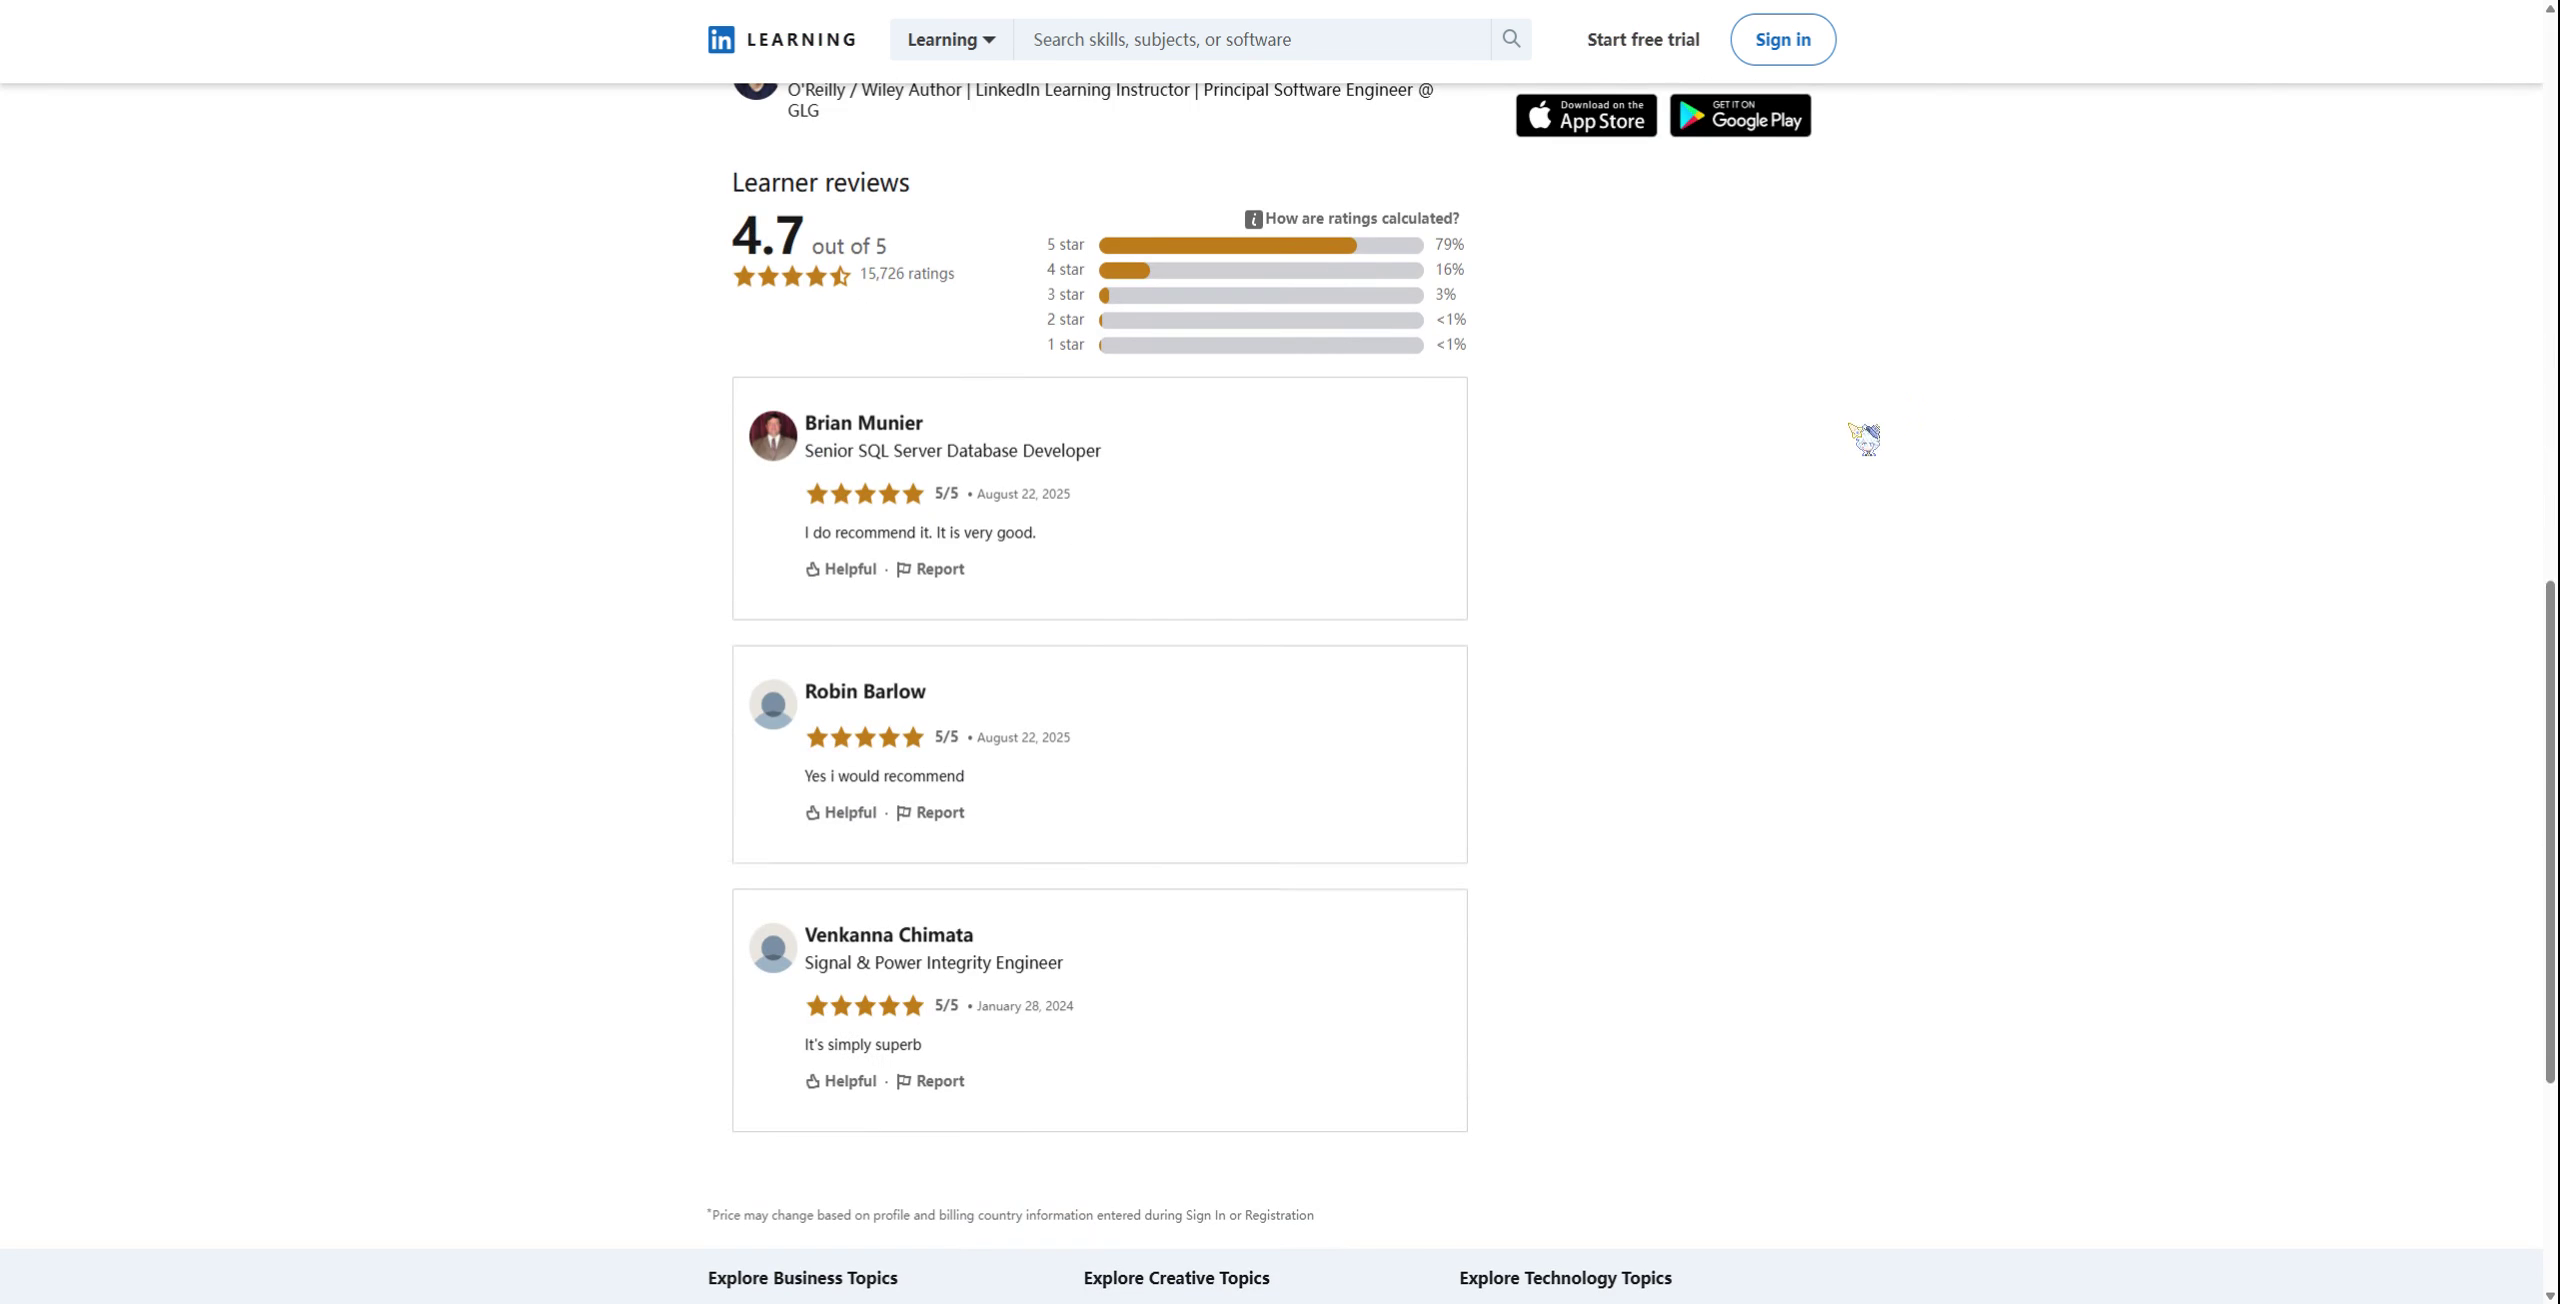 in LEARNING
Learning
Search skills, subjects, or software
Start free trial
Sign in
O'Reilly / Wiley Author | LinkedIn Learning Instructor | Principal Software Engineer @
GLG
Download on the
App Store
GET IT ON
Google Play
Learner reviews
4.7 out of 5
15,726 ratings
i How are ratings calculated?
5 star 79%
4 star 16%
3 star 3%
2 star <1%
1 star <1%
Brian Munier
Senior SQL Server Database Developer
5/5 • August 22, 2025
I do recommend it. It is very good.
Helpful · Report
Robin Barlow
5/5 • August 22, 2025
Yes i would recommend
Helpful · Report
Venkanna Chimata
Signal & Power Integrity Engineer
5/5 • January 28, 2024
It's simply superb
Helpful · Report
*Price may change based on profile and billing country information entered during Sign In or Registration
Explore Business Topics
Explore Creative Topics
Explore Technology Topics